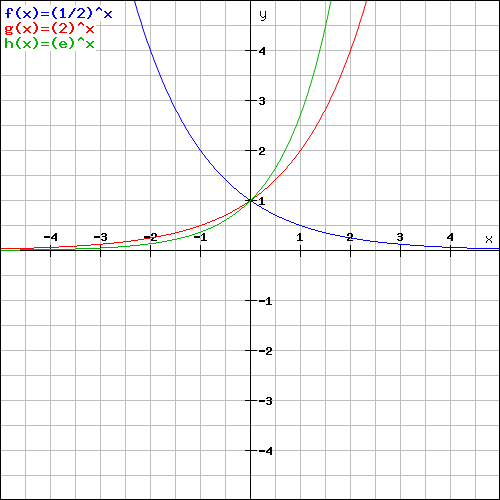 f(x)=(1/2)^x
g(x)=(2)^x
h(x)=(e)^x
y
4
3
2
1
-4 -3 -2 -1 1 2 3 4 x
-1
-2
-3
-4